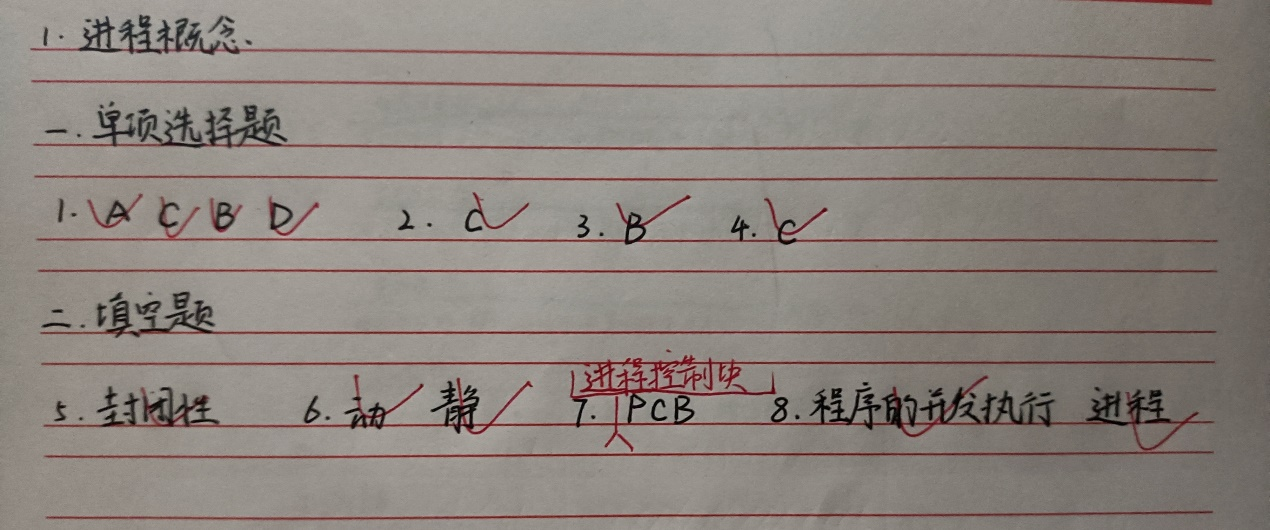 1. 进程概念.
一. 单项选择题
1. A C B D 2. C 3. B 4. C
二. 填空题
进程控制块
5. 封闭性 6. 动 静 7. PCB 8. 程序的并发执行 进程